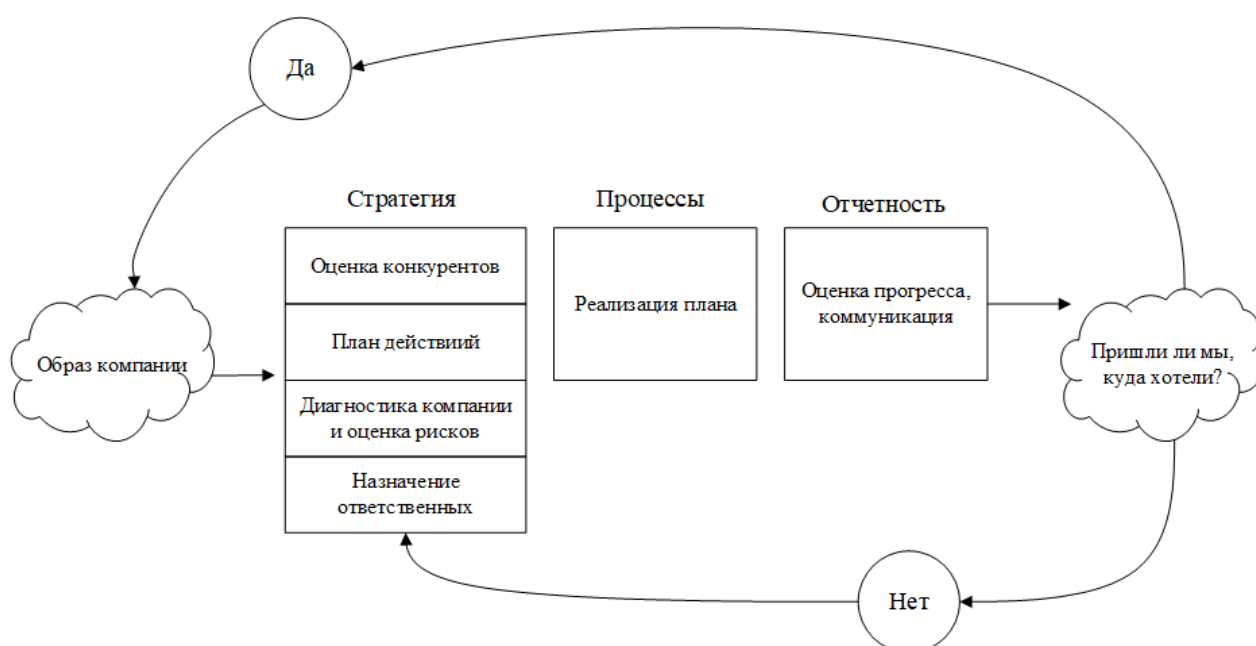 Да
Стратегия
Процессы
Отчетность
Оценка конкурентов
План действиий
Диагностика компании
и оценка рисков
Назначение
ответственных
Реализация плана
Оценка прогресса,
коммуникация
Образ компании
Пришли ли мы,
куда хотели?
Нет